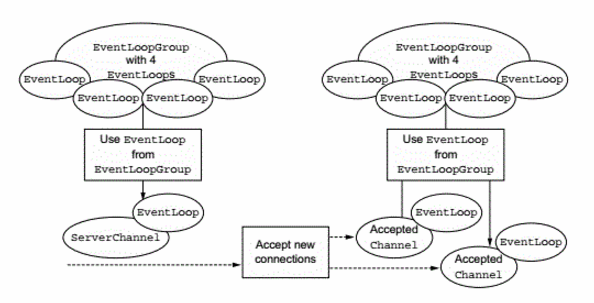 EventLoopGroup
with 4
EventLoops
EventLoop
EventLoop
EventLoop
EventLoop
Use EventLoop
from
EventLoopGroup
EventLoop
ServerChannel
EventLoopGroup
with 4
EventLoops
EventLoop
EventLoop
EventLoop
EventLoop
Use EventLoop
from
EventLoopGroup
Accept new
connections
EventLoop
Accepted
Channel
EventLoop
Accepted
Channel